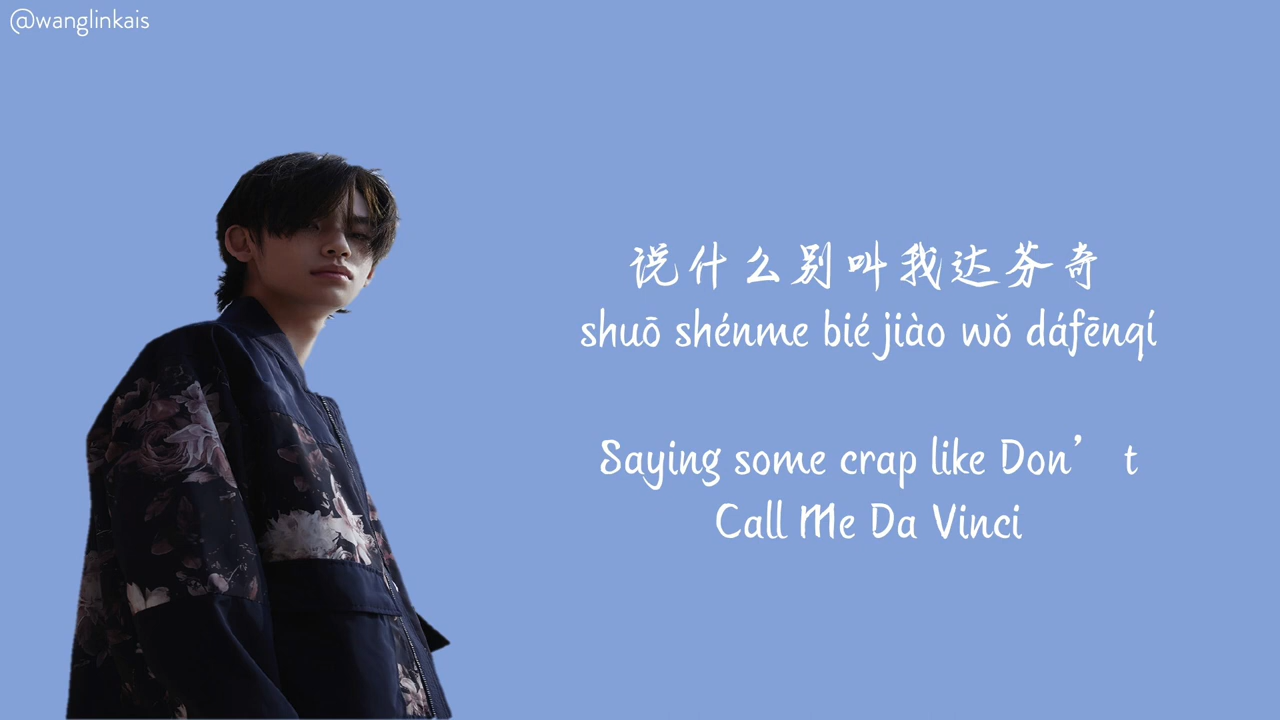 @wanglinkais
说什么别叫我达芬奇
shuō shénme bié jiào wǒ dáfēnqí
Saying some crap like Don’ t
Call Me Da Vinci